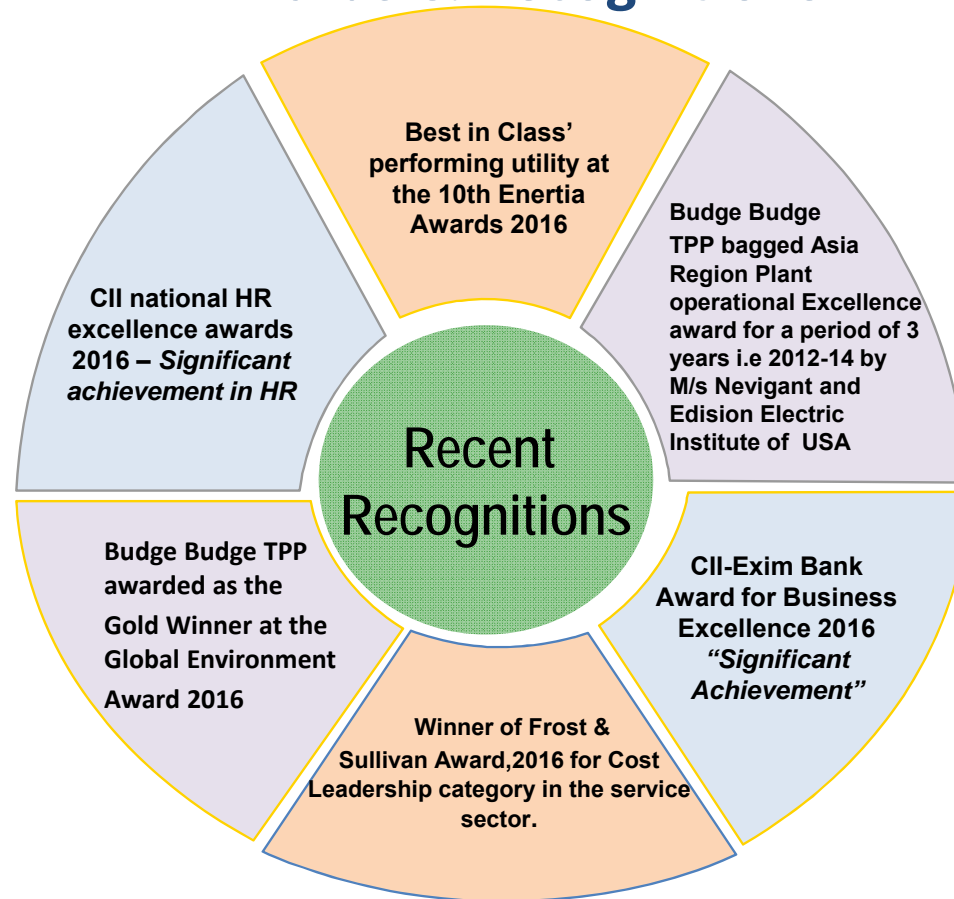 Best in Class’
performing utility at
the 10th Enertia
Awards 2016
Budge Budge
TPP bagged Asia
Region Plant
operational Excellence
award for a period of 3
years i.e 2012-14 by
M/s Nevigant and
Edision Electric
Institute of USA
CII-Exim Bank
Award for Business
Excellence 2016
“Significant
Achievement”
Winner of Frost &
Sullivan Award,2016 for Cost
Leadership category in the service
sector.
Budge Budge TPP
awarded as the
Gold Winner at the
Global Environment
Award 2016
CII national HR
excellence awards
2016 – Significant
achievement in HR
Recent
Recognitions